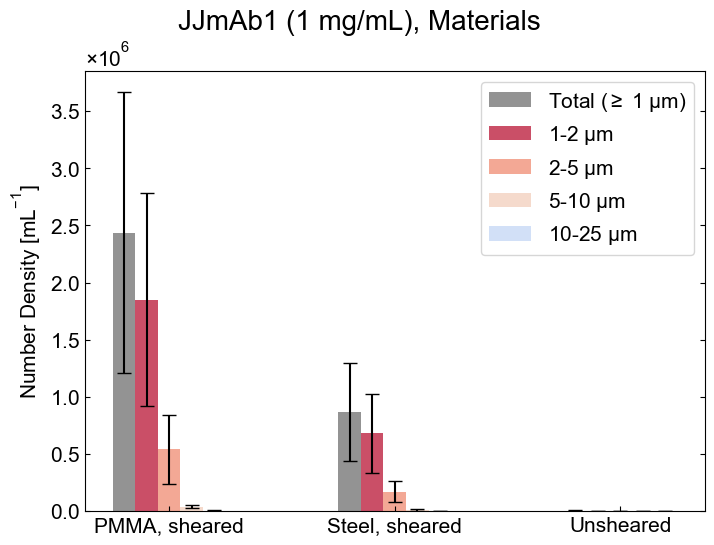 JJmAb1 (1 mg/mL), Materials
×10⁶
3.5
3.0
2.5
2.0
1.5
1.0
0.5
0.0
Number Density [mL⁻¹]
Total (≥ 1 µm)
1-2 µm
2-5 µm
5-10 µm
10-25 µm
PMMA, sheared
Steel, sheared
Unsheared